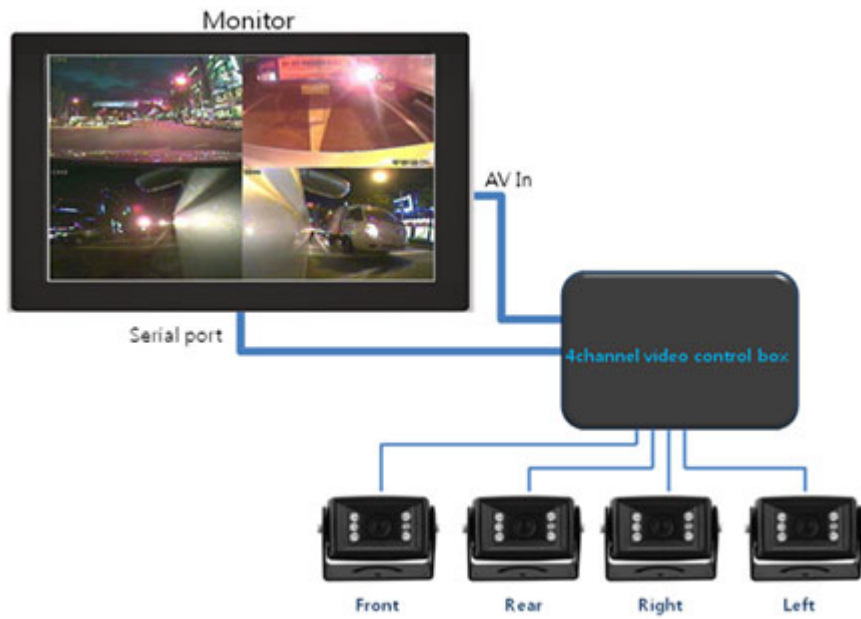 Monitor
AV In
Serial port
4channel video control box
Front
Rear
Right
Left